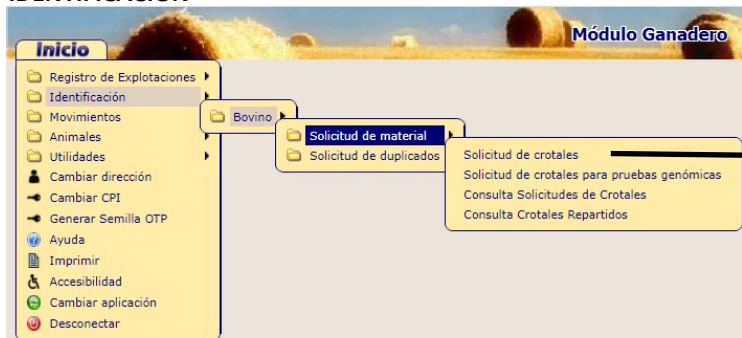 Módulo Ganadero
Inicio
Registro de Explotaciones
Identificación
Movimientos
Animales
Utilidades
Cambiar dirección
Cambiar CPI
Generar Semilla OTP
Ayuda
Imprimir
Accesibilidad
Cambiar aplicación
Desconectar
Bovino
Solicitud de material
Solicitud de duplicados
Solicitud de crotales
Solicitud de crotales para pruebas genómicas
Consulta Solicitudes de Crotales
Consulta Crotales Repartidos